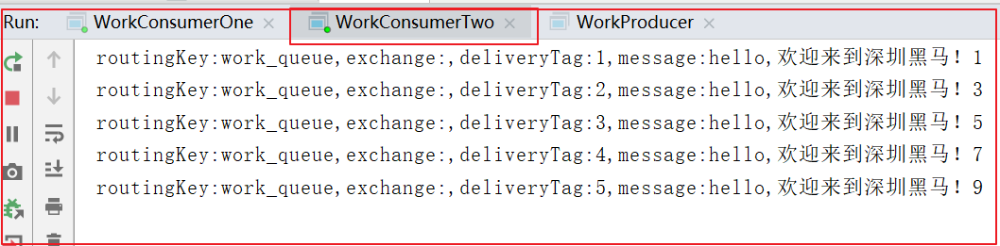 Run: WorkConsumerOne × WorkConsumerTwo × WorkProducer ×
routingKey:work_queue,exchange:,deliveryTag:1,message:hello,欢迎来到深圳黑马！1
routingKey:work_queue,exchange:,deliveryTag:2,message:hello,欢迎来到深圳黑马！3
routingKey:work_queue,exchange:,deliveryTag:3,message:hello,欢迎来到深圳黑马！5
routingKey:work_queue,exchange:,deliveryTag:4,message:hello,欢迎来到深圳黑马！7
routingKey:work_queue,exchange:,deliveryTag:5,message:hello,欢迎来到深圳黑马！9